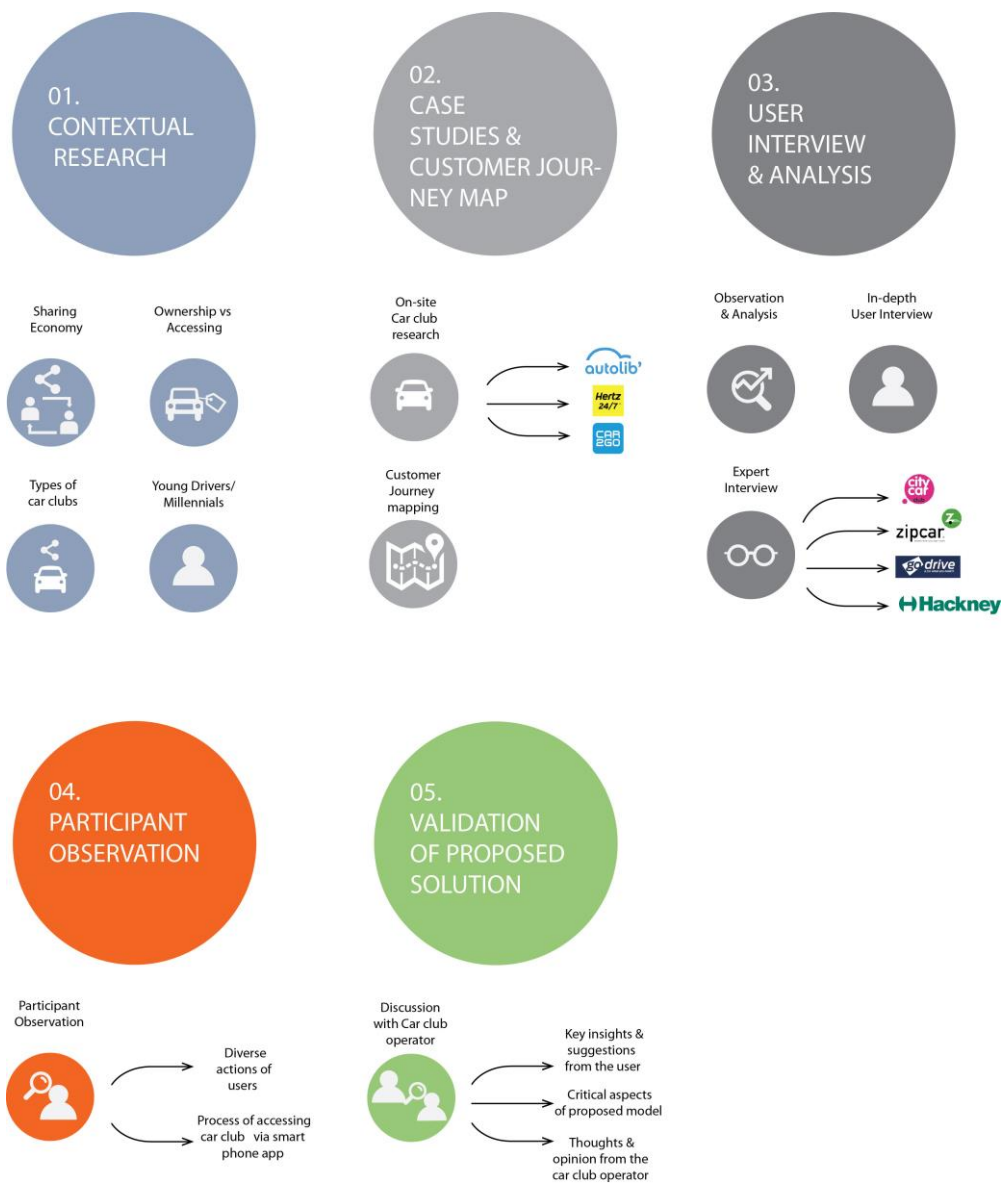 01.
CONTEXTUAL
RESEARCH
02.
CASE
STUDIES &
CUSTOMER JOUR-
NEY MAP
03.
USER
INTERVIEW
& ANALYSIS
Sharing
Economy
Ownership vs
Accessing
Types of
car clubs
Young Drivers/
Millennials
On-site
Car club
research
autolib'
Hertz
24/7
CAR
2GO
Customer
Journey
mapping
Observation
& Analysis
In-depth
User Interview
Expert
Interview
city
car
zipcar
go drive
Hackney
04.
PARTICIPANT
OBSERVATION
05.
VALIDATION
OF PROPOSED
SOLUTION
Participant
Observation
Diverse
actions of
users
Process of accessing
car club via smart
phone app
Discussion
with Car club
operator
Key insights &
suggestions
from the user
Critical aspects
of proposed model
Thoughts &
opinion from the
car club operator